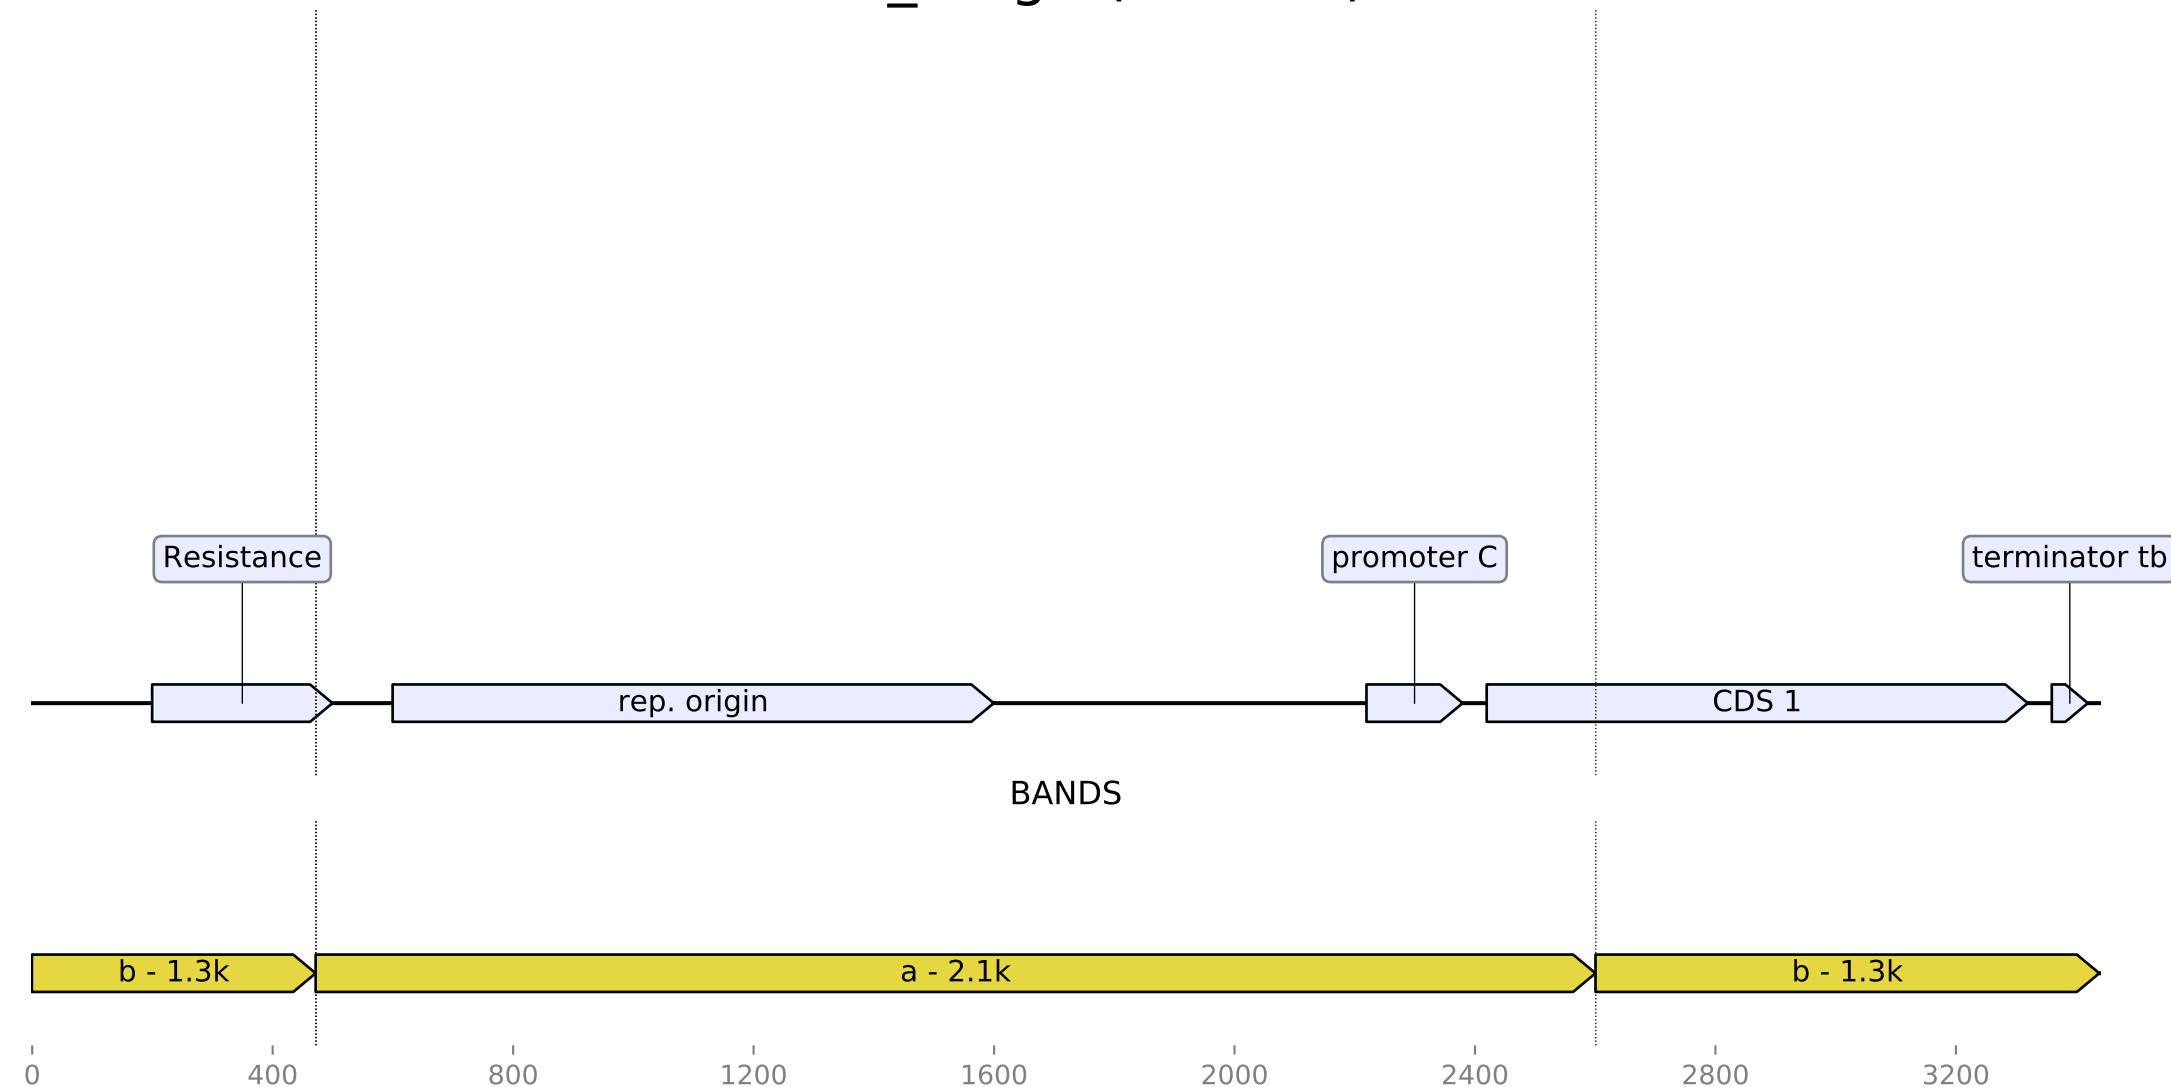 Resistance promoter C terminator tb
rep. origin CDS 1
BANDS
b - 1.3k a - 2.1k b - 1.3k
0 400 800 1200 1600 2000 2400 2800 3200